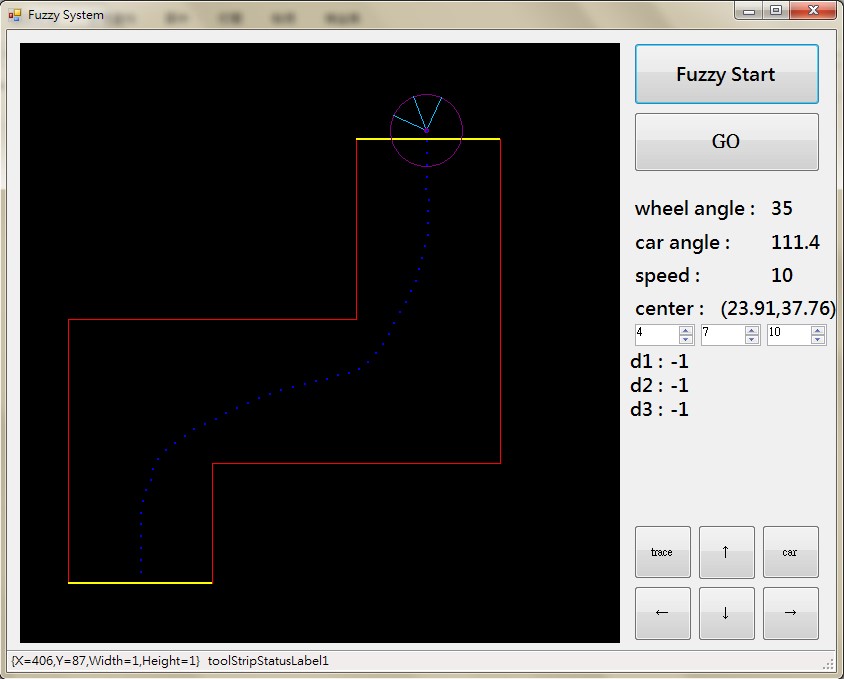 Fuzzy System
Fuzzy Start
GO
wheel angle : 35
car angle : 111.4
speed : 10
center : (23.91,37.76)
4 7 10
d1 : -1
d2 : -1
d3 : -1
trace ↑ car
← ↓ →
{X=406,Y=87,Width=1,Height=1} toolStripStatusLabel1